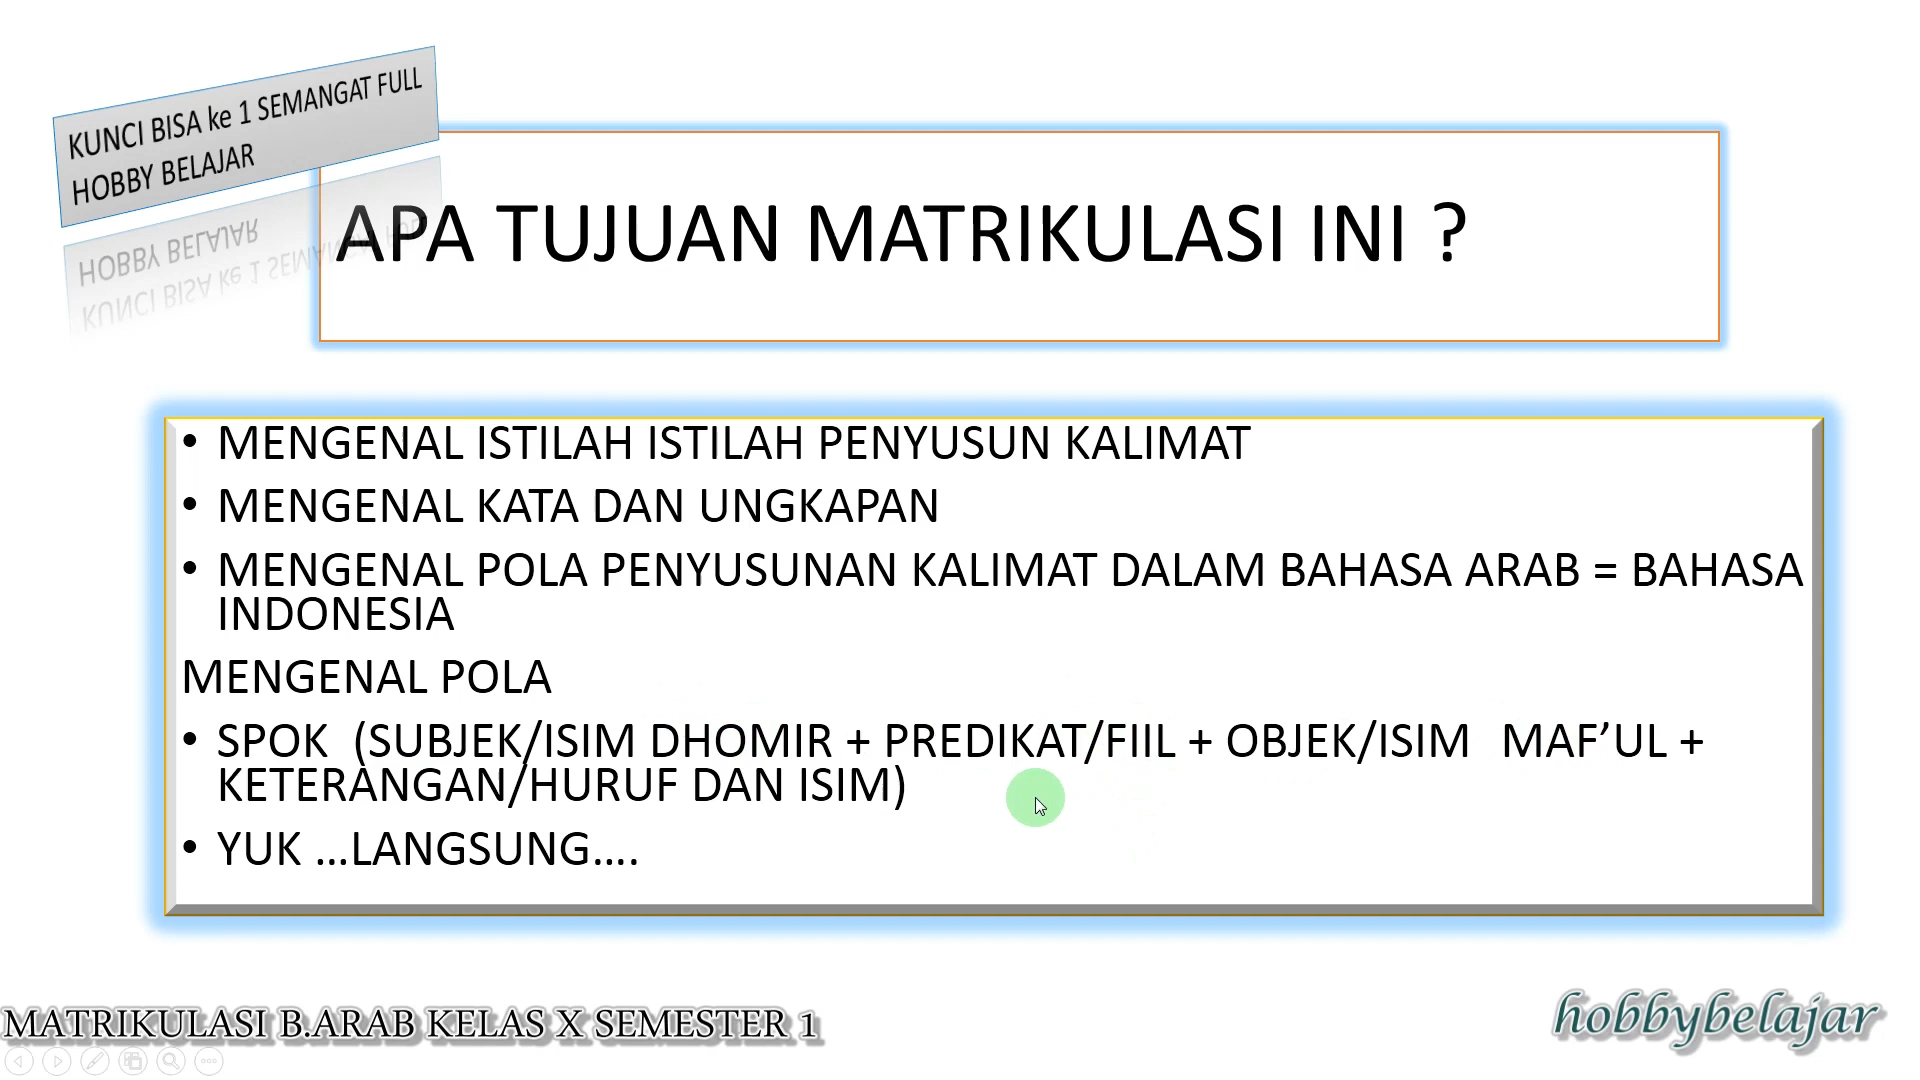 KUNCI BISA ke 1 SEMANGAT FULL
HOBBY BELAJAR
APA TUJUAN MATRIKULASI INI ?
• MENGENAL ISTILAH ISTILAH PENYUSUN KALIMAT
• MENGENAL KATA DAN UNGKAPAN
• MENGENAL POLA PENYUSUNAN KALIMAT DALAM BAHASA ARAB = BAHASA
INDONESIA
MENGENAL POLA
• SPOK (SUBJEK/ISIM DHOMIR + PREDIKAT/FIIL + OBJEK/ISIM MAF’UL +
KETERANGAN/HURUF DAN ISIM)
• YUK ...LANGSUNG....
MATRIKULASI B.ARAB KELAS X SEMESTER 1
hobbybelajar